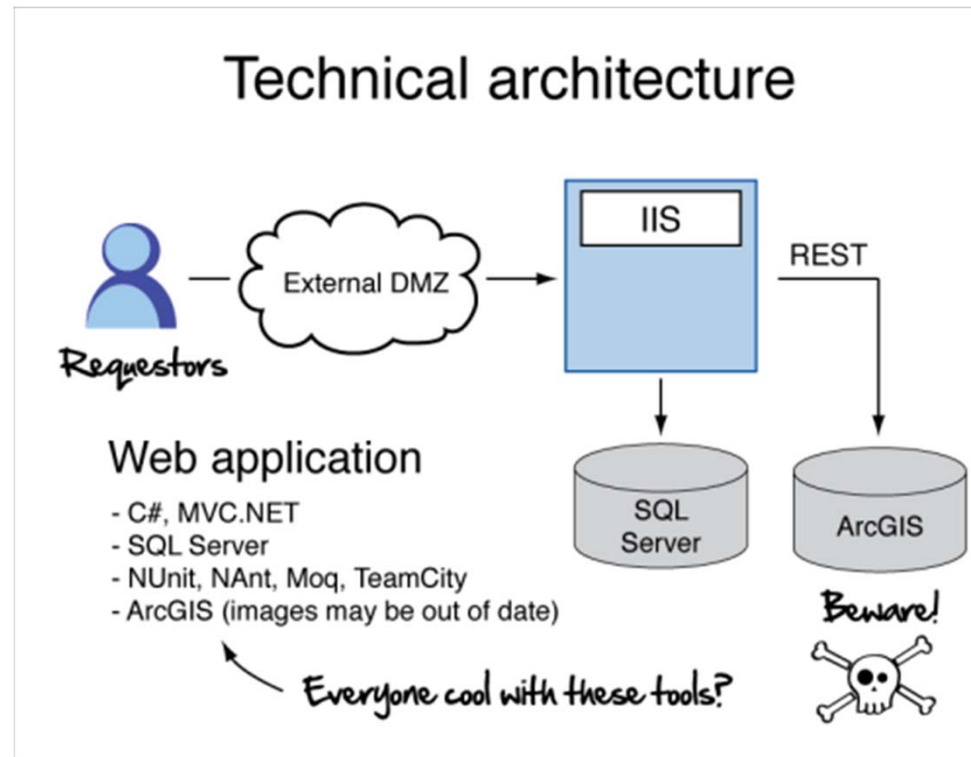 Technical architecture
IIS
REST
External DMZ
Requestors
Web application
- C#, MVC.NET
- SQL Server
- NUnit, NAnt, Moq, TeamCity
- ArcGIS (images may be out of date)
SQL
Server
ArcGIS
Beware!
Everyone cool with these tools?